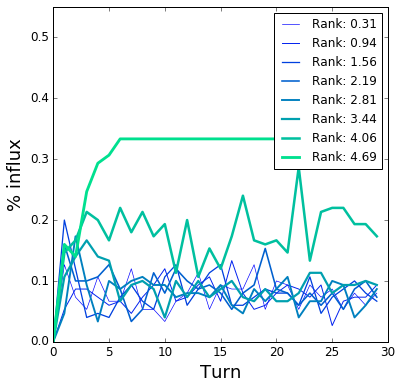 0.5
0.4
0.3
0.2
0.1
0.0
% influx
0
5
10
15
20
25
30
Turn
Rank: 0.31
Rank: 0.94
Rank: 1.56
Rank: 2.19
Rank: 2.81
Rank: 3.44
Rank: 4.06
Rank: 4.69